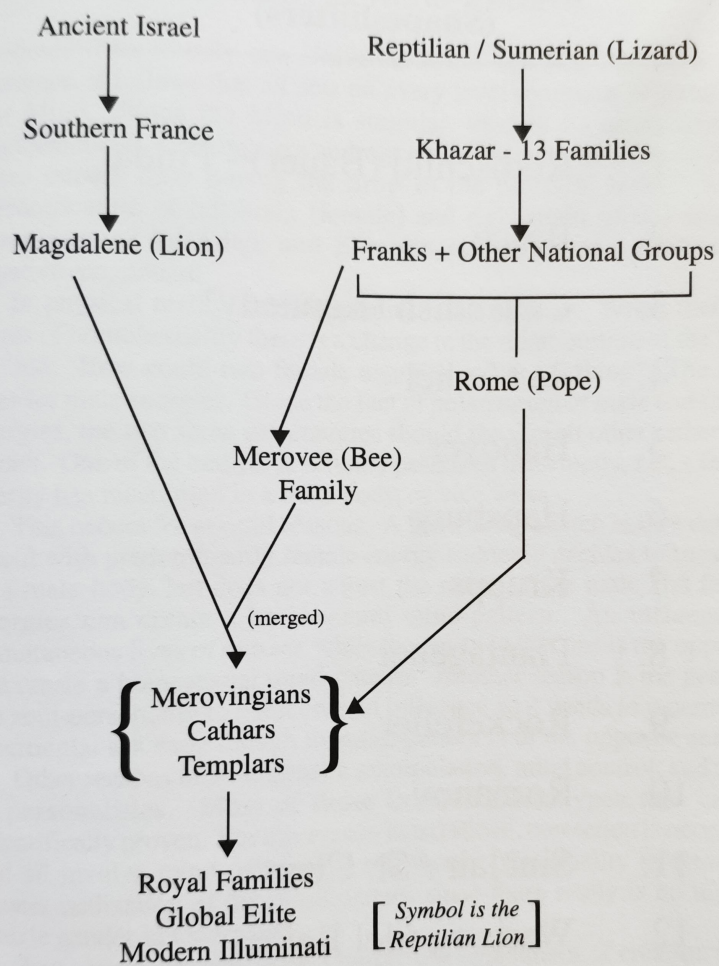 Ancient Israel
Reptilian / Sumerian (Lizard)
Southern France
Khazar - 13 Families
Magdalene (Lion)
Franks + Other National Groups
Rome (Pope)
Merovee (Bee)
Family
(merged)
Merovingians
Cathars
Templars
Royal Families
Global Elite
Modern Illuminati
[ Symbol is the
Reptilian Lion ]